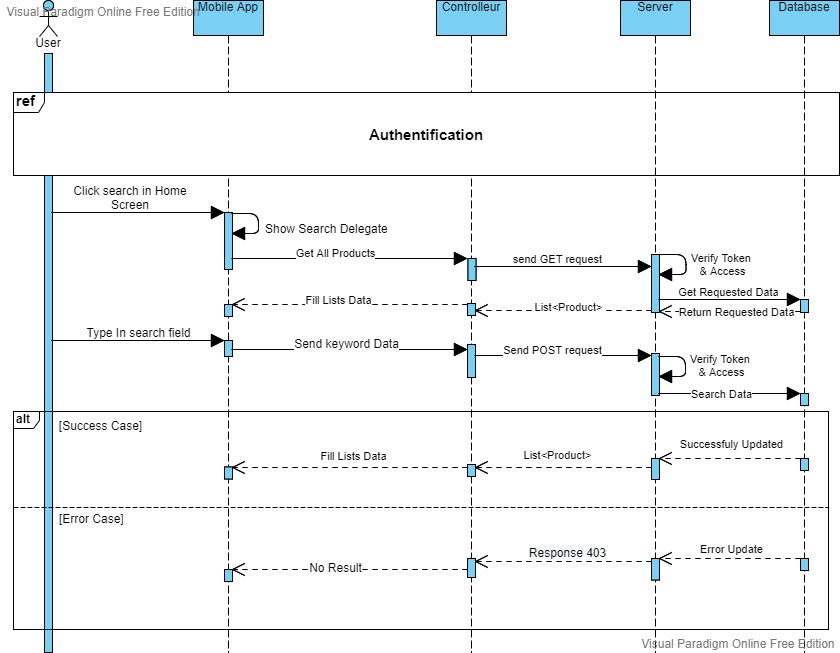 Visual Paradigm Online Free Edition
Mobile App
Controlleur
Server
Database
User
ref
Authentification
Click search in Home
Screen
Show Search Delegate
Get All Products
send GET request
Verify Token
& Access
Get Requested Data
Fill Lists Data
List<Product>
Return Requested Data
Type In search field
Send keyword Data
Send POST request
Verify Token
& Access
Search Data
alt
[Success Case]
Successfuly Updated
Fill Lists Data
List<Product>
[Error Case]
Error Update
Response 403
No Result
Visual Paradigm Online Free Edition